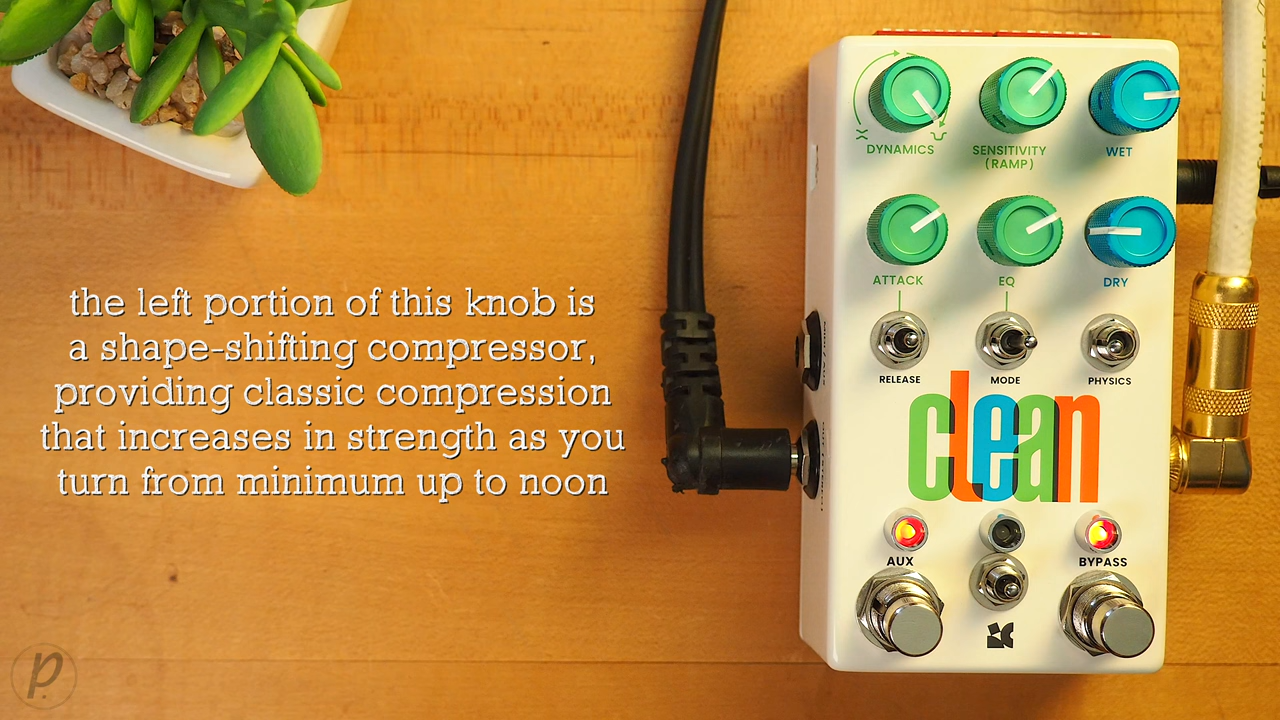 the left portion of this knob is
a shape-shifting compressor,
providing classic compression
that increases in strength as you
turn from minimum up to noon
DYNAMICS
SENSITIVITY
(RAMP)
WET
ATTACK
EQ
DRY
RELEASE
MODE
PHYSICS
clean
AUX
BYPASS
p